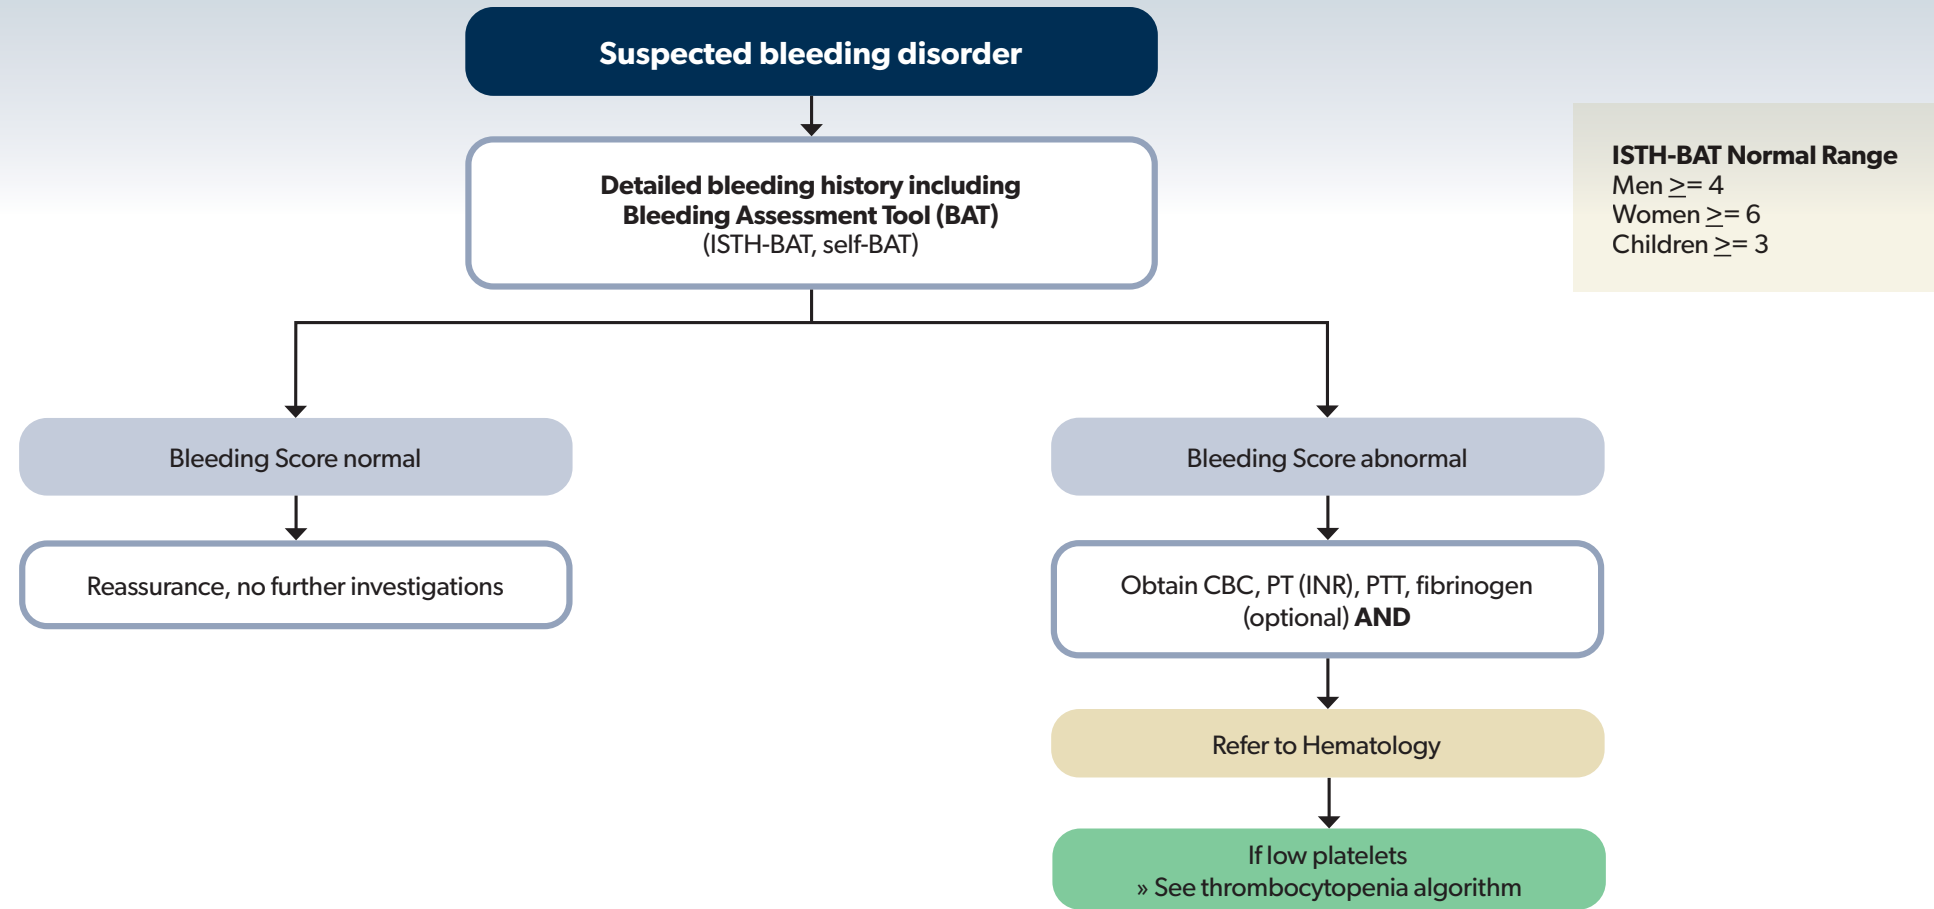 Suspected bleeding disorder
Detailed bleeding history including
Bleeding Assessment Tool (BAT)
(ISTH-BAT, self-BAT)
ISTH-BAT Normal Range
Men >= 4
Women >= 6
Children >= 3
Bleeding Score normal
Bleeding Score abnormal
Reassurance, no further investigations
Obtain CBC, PT (INR), PTT, fibrinogen
(optional) AND
Refer to Hematology
If low platelets
» See thrombocytopenia algorithm